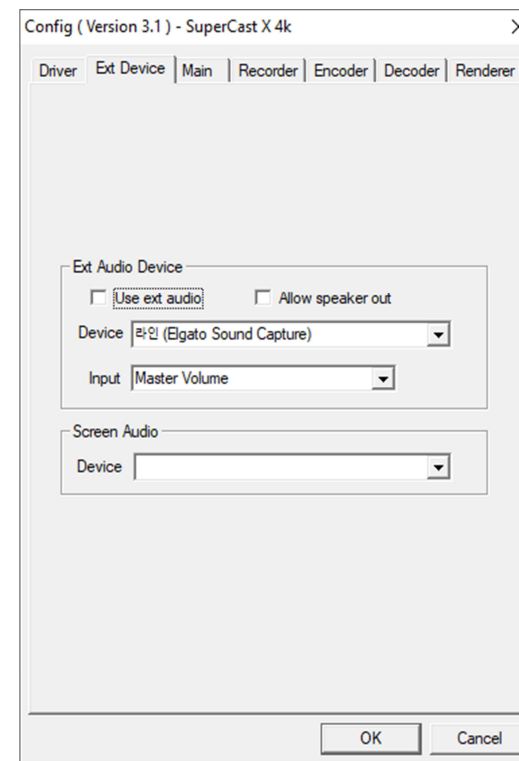 Config ( Version 3.1 ) - SuperCast X 4k
Driver Ext Device Main Recorder Encoder Decoder Renderer
Ext Audio Device
Use ext audio Allow speaker out
Device 라인 (Elgato Sound Capture)
Input Master Volume
Screen Audio
Device
OK Cancel